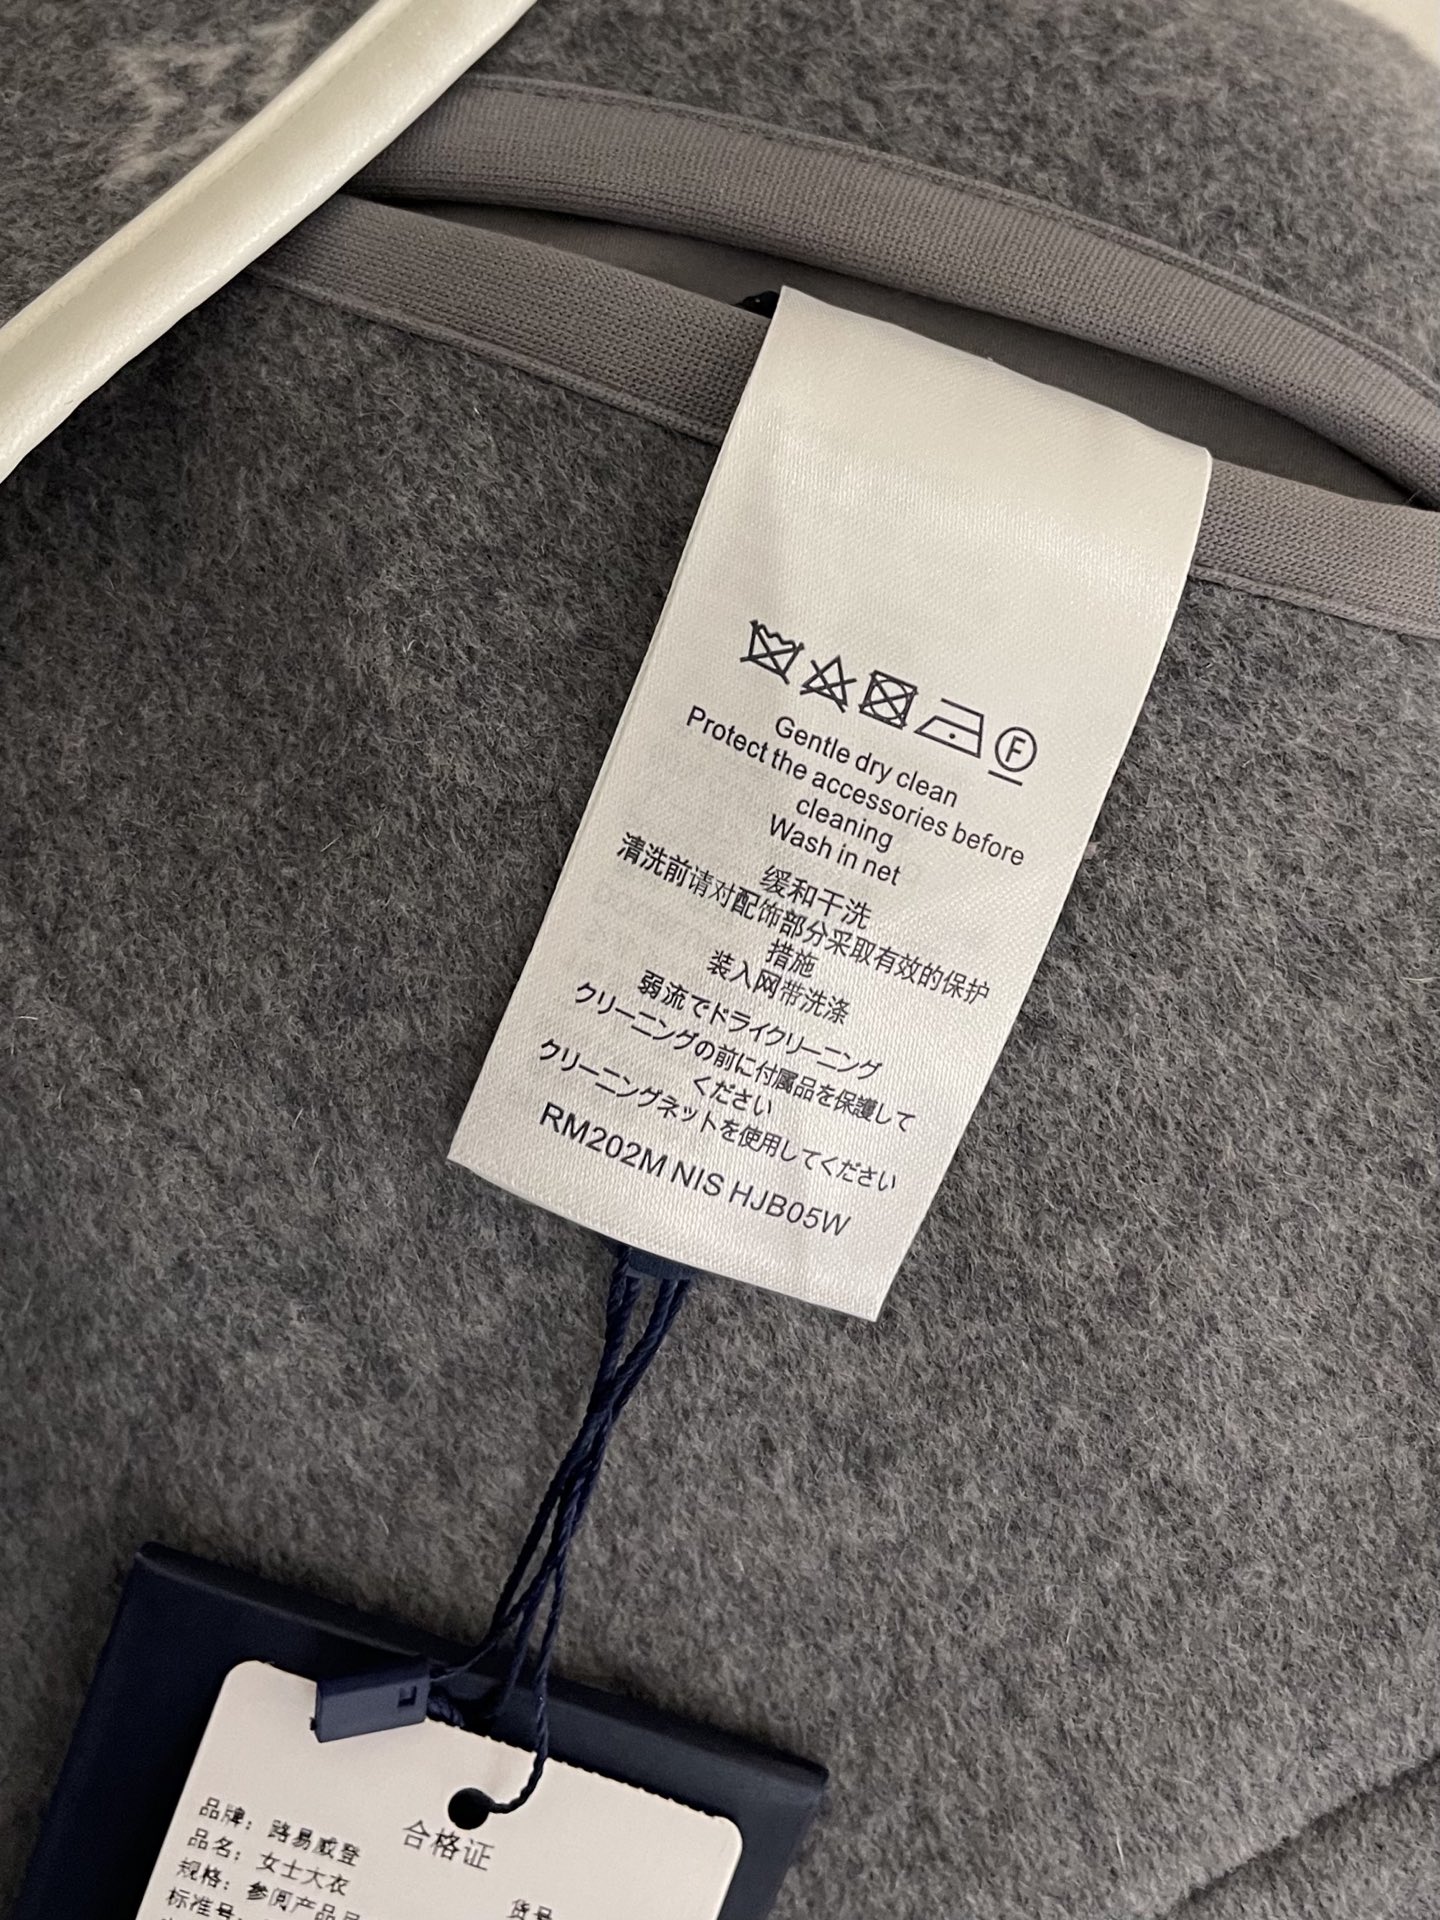 F
Gentle dry clean
Protect the accessories before
cleaning
Wash in net
缓和干洗
清洗前请对配饰部分采取有效的保护
措施
装入网带洗涤
弱流でドライクリーニング
クリーニングの前に付属品を保護して
ください
クリーニングネットを使用してください
RM202M NIS HJB05W
合格证
品牌：路易威登
品名：女士大衣
规格：参阅产品
标准号：
货号